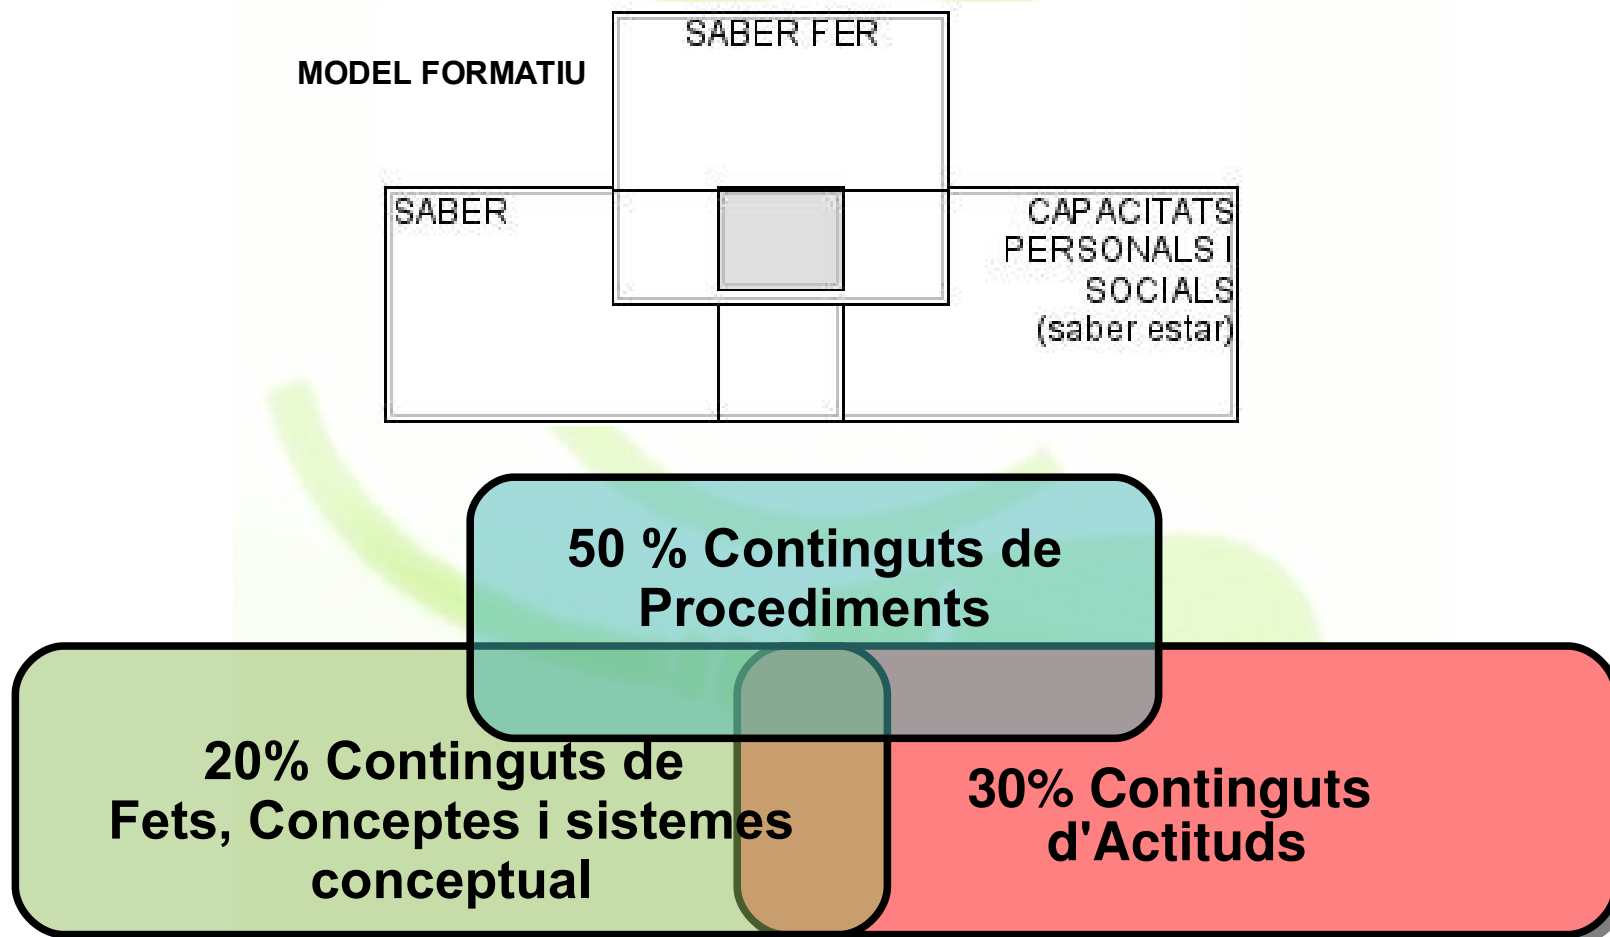 SABER FER
MODEL FORMATIU
SABER
CAPACITATS
PERSONALS I
SOCIALS
(saber estar)
50 % Continguts de
Procediments
20% Continguts de
Fets, Conceptes i sistemes
conceptual
30% Continguts
d'Actituds